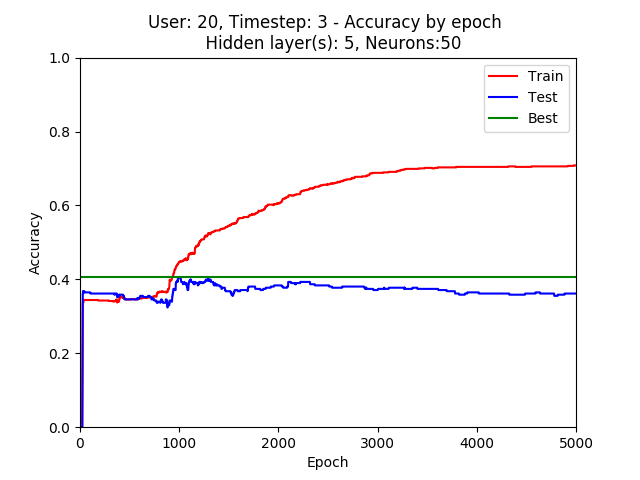 User: 20, Timestep: 3 - Accuracy by epoch
Hidden layer(s): 5, Neurons:50
1.0
0.8
0.6
0.4
0.2
0.0
Accuracy
Train
Test
Best
0 1000 2000 3000 4000 5000
Epoch